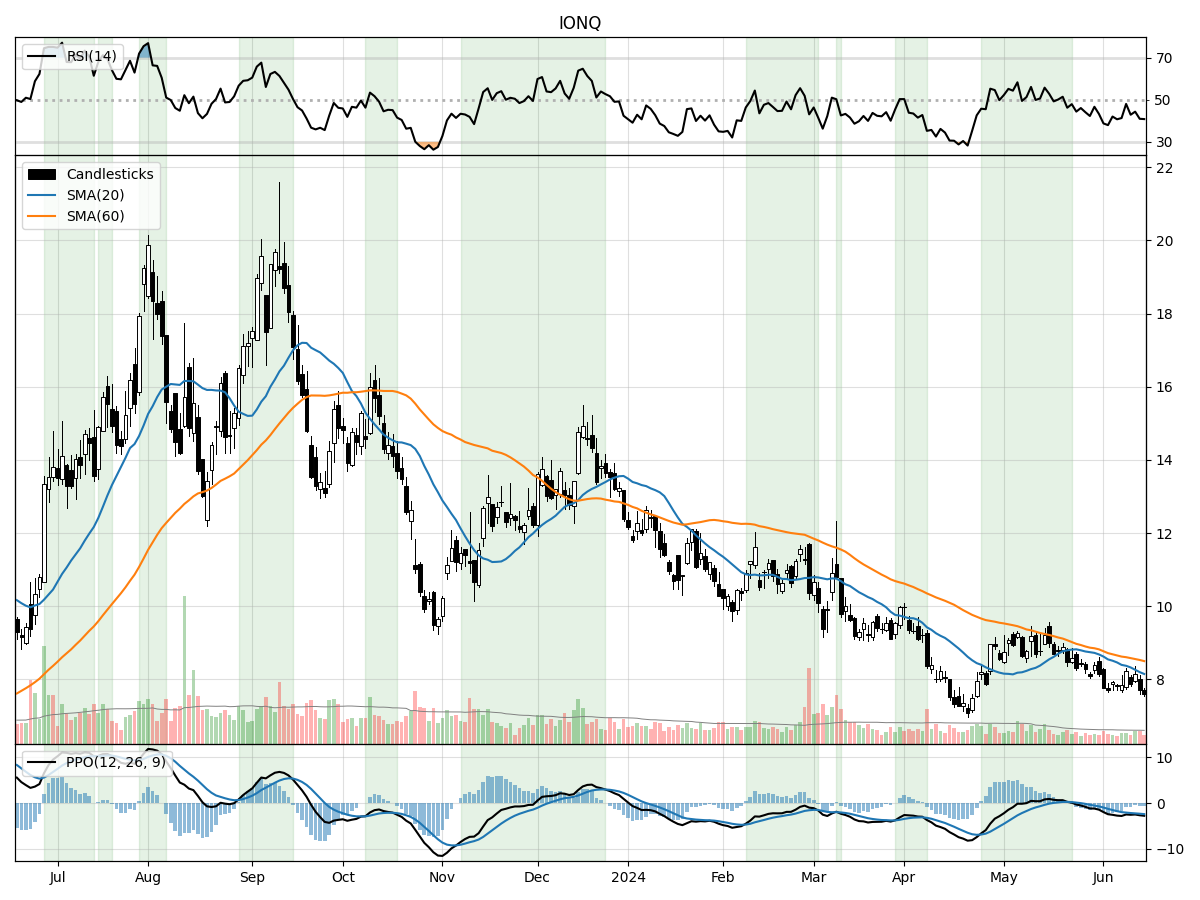 IONQ
RSI(14)
70
50
30
Candlesticks
SMA(20)
SMA(60)
22
20
18
16
14
12
10
8
PPO(12, 26, 9)
10
0
−10
Jul Aug Sep Oct Nov Dec 2024 Feb Mar Apr May Jun